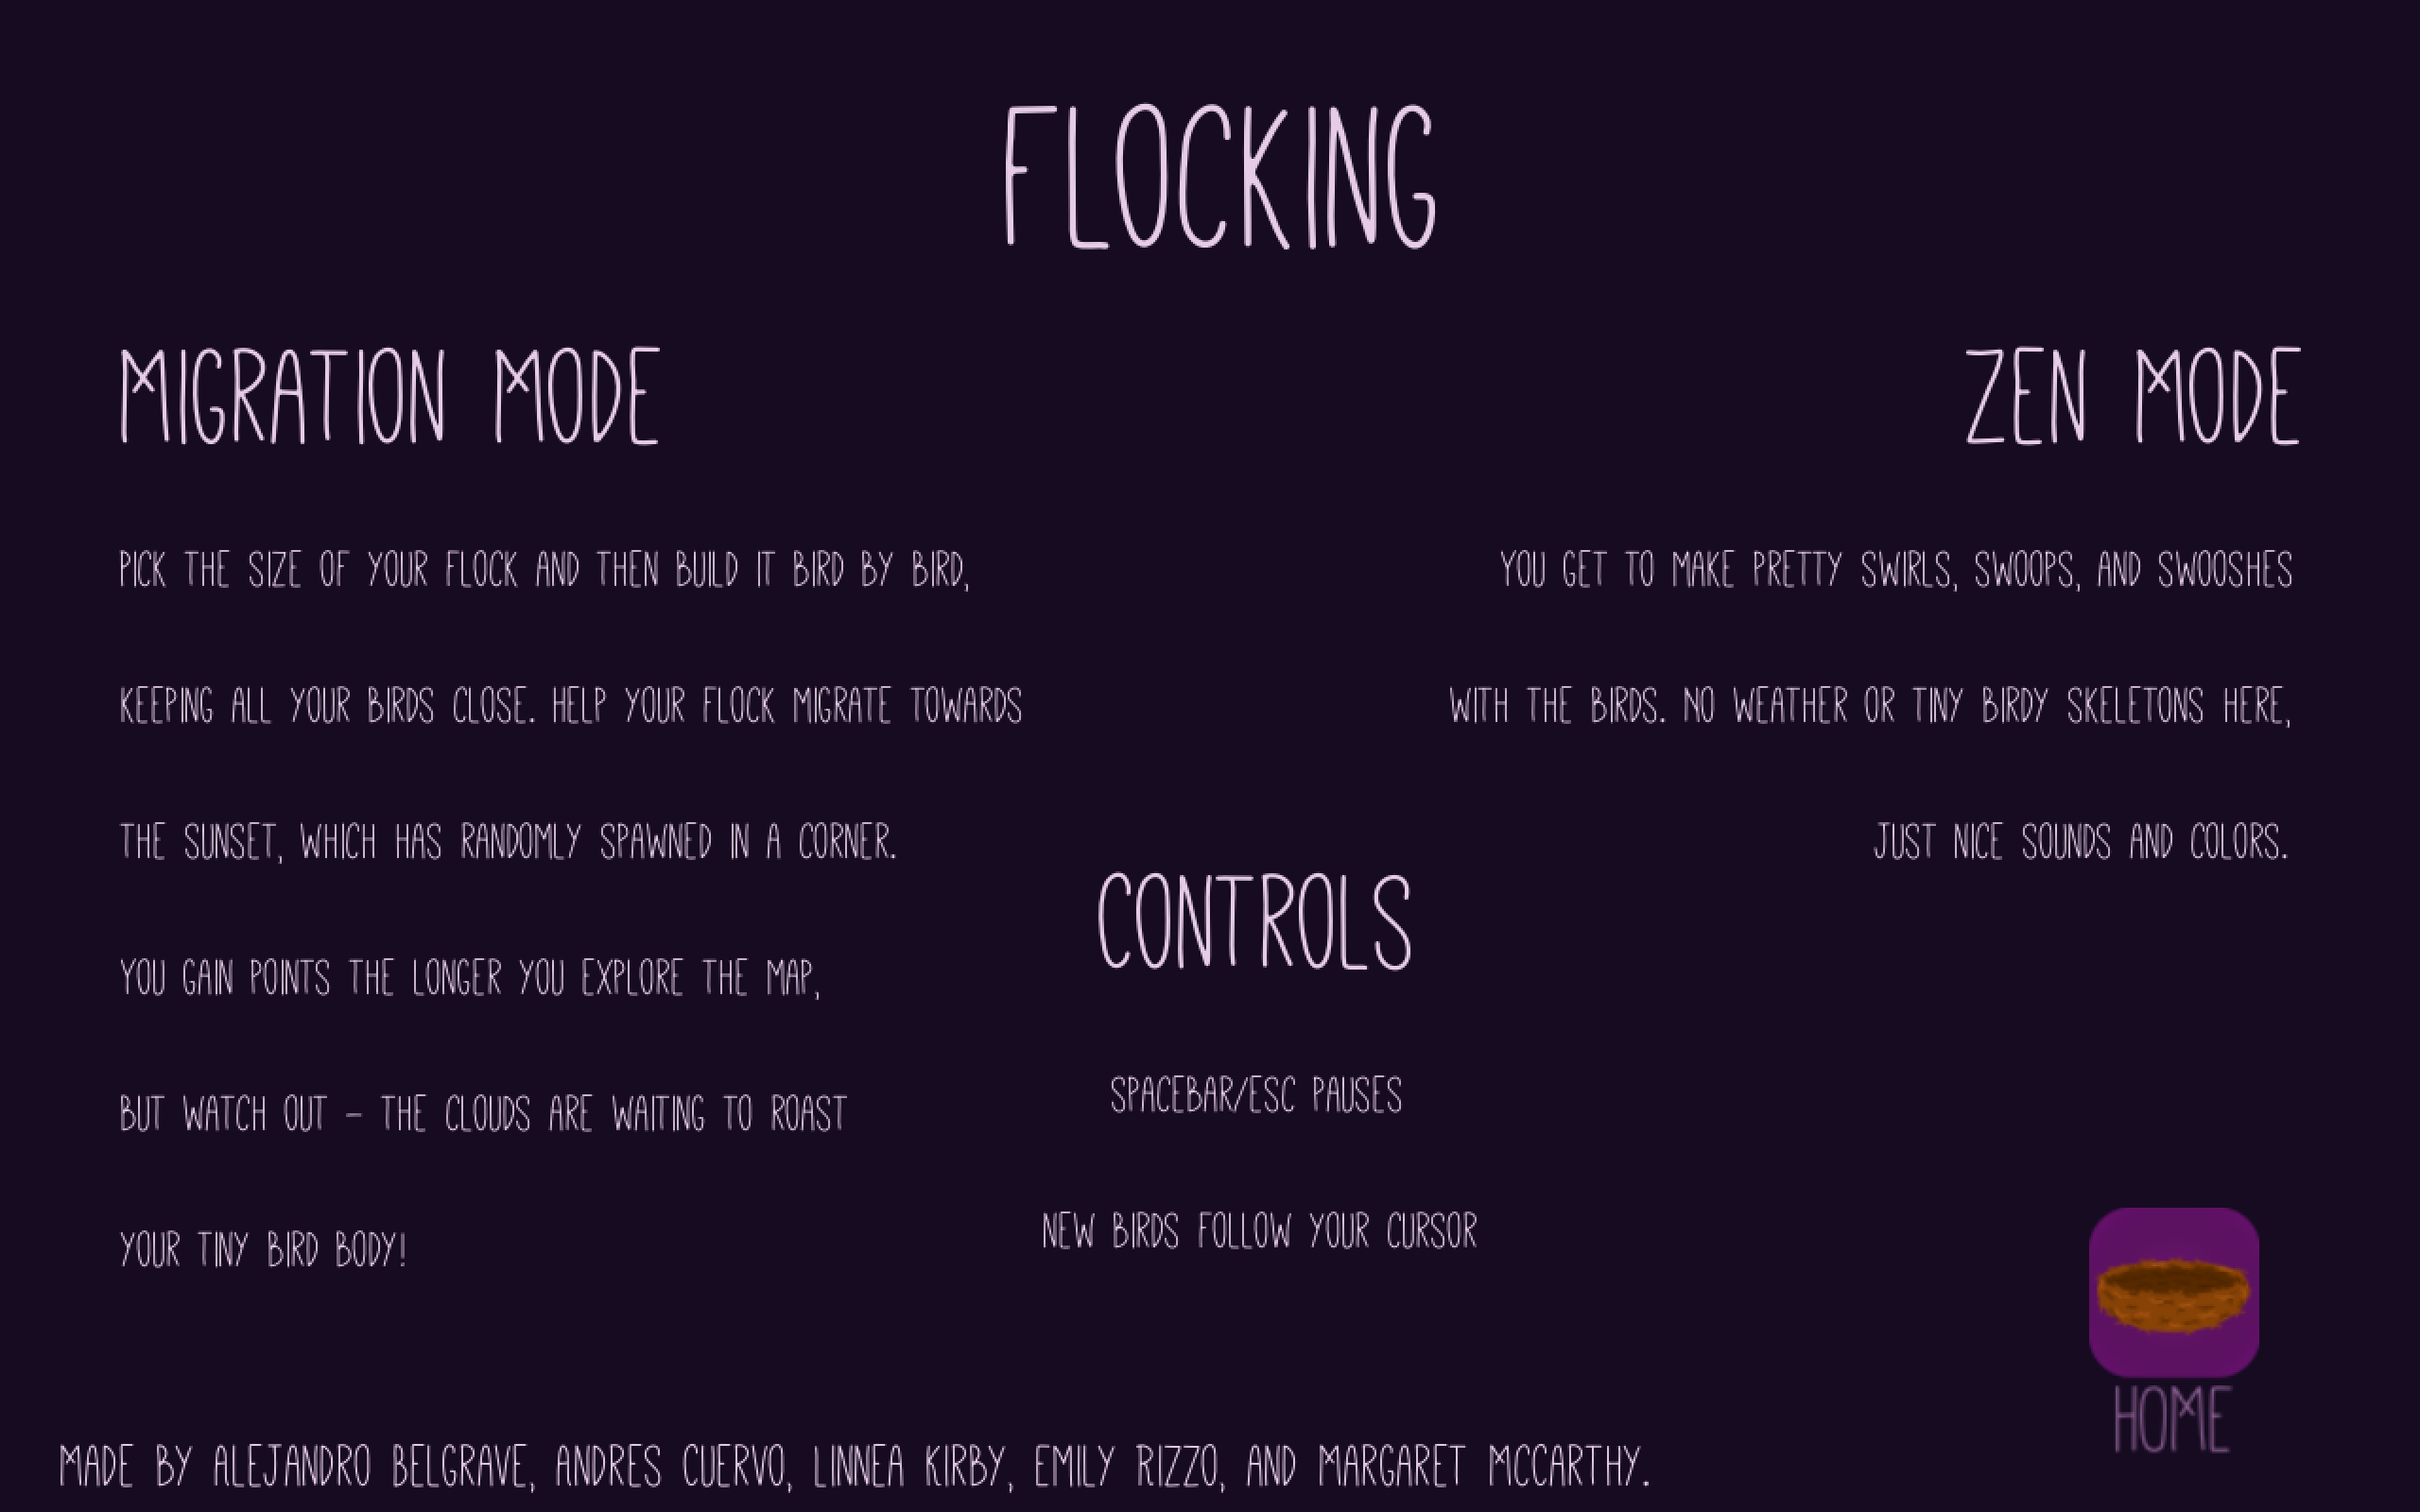 FLOCKING
MIGRATION MODE
PICK THE SIZE OF YOUR FLOCK AND THEN BUILD IT BIRD BY BIRD,
KEEPING ALL YOUR BIRDS CLOSE. HELP YOUR FLOCK MIGRATE TOWARDS
THE SUNSET, WHICH HAS RANDOMLY SPAWNED IN A CORNER.
YOU GAIN POINTS THE LONGER YOU EXPLORE THE MAP,
BUT WATCH OUT - THE CLOUDS ARE WAITING TO ROAST
YOUR TINY BIRD BODY!
ZEN MODE
YOU GET TO MAKE PRETTY SWIRLS, SWOOPS, AND SWOOSHES
WITH THE BIRDS. NO WEATHER OR TINY BIRDY SKELETONS HERE,
JUST NICE SOUNDS AND COLORS.
CONTROLS
SPACEBAR/ESC PAUSES
NEW BIRDS FOLLOW YOUR CURSOR
HOME
MADE BY ALEJANDRO BELGRAVE, ANDRES CUERVO, LINNEA KIRBY, EMILY RIZZO, AND MARGARET MCCARTHY.